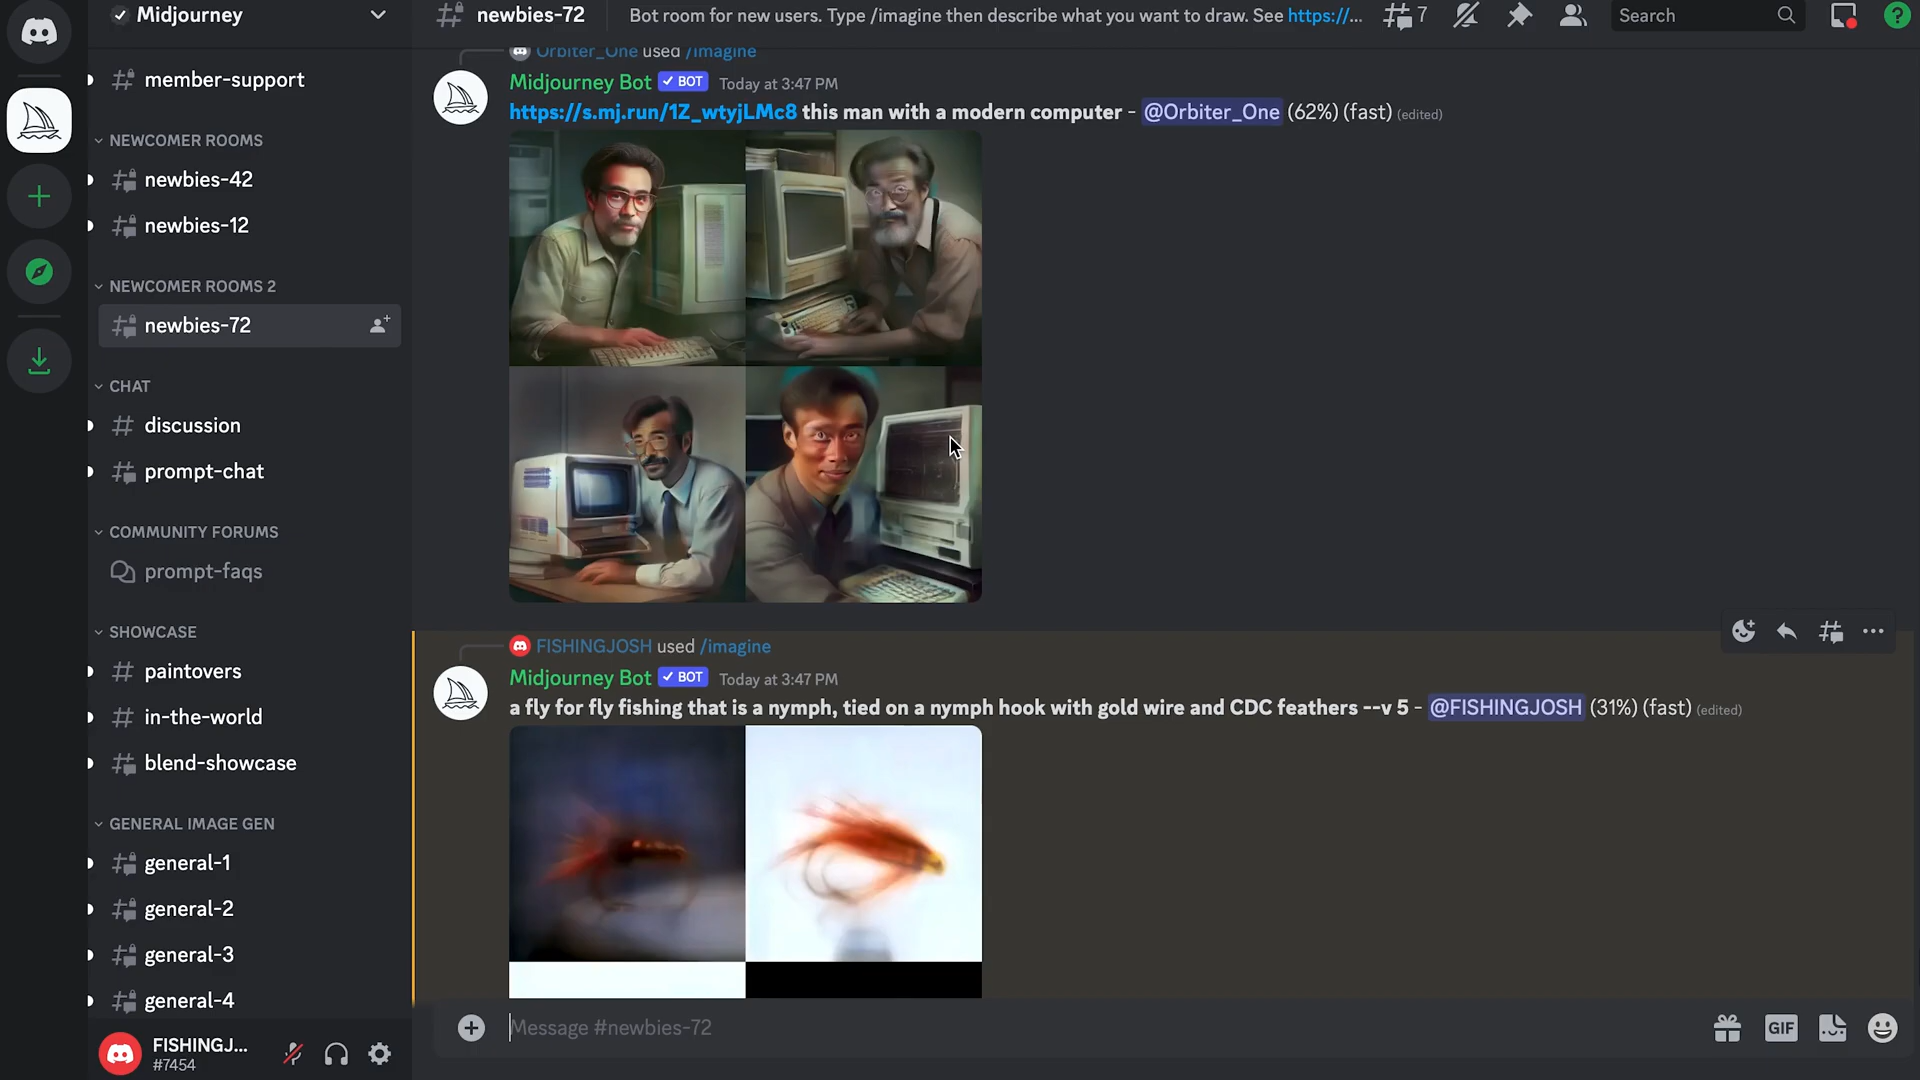 Midjourney
member-support
NEWCOMER ROOMS
newbies-42
newbies-12
NEWCOMER ROOMS 2
newbies-72
CHAT
discussion
prompt-chat
COMMUNITY FORUMS
prompt-faqs
SHOWCASE
paintovers
in-the-world
blend-showcase
GENERAL IMAGE GEN
general-1
general-2
general-3
general-4
FISHINGJ...
#7454
newbies-72
Bot room for new users. Type /imagine then describe what you want to draw. See https://...
7
Search
?
Orbiter_One used /imagine
Midjourney Bot ✓ BOT Today at 3:47 PM
https://s.mj.run/1Z_wtyjLMc8 this man with a modern computer - @Orbiter_One (62%) (fast) (edited)
FISHINGJOSH used /imagine
Midjourney Bot ✓ BOT Today at 3:47 PM
a fly for fly fishing that is a nymph, tied on a nymph hook with gold wire and CDC feathers --v 5 - @FISHINGJOSH (31%) (fast) (edited)
Message #newbies-72
GIF